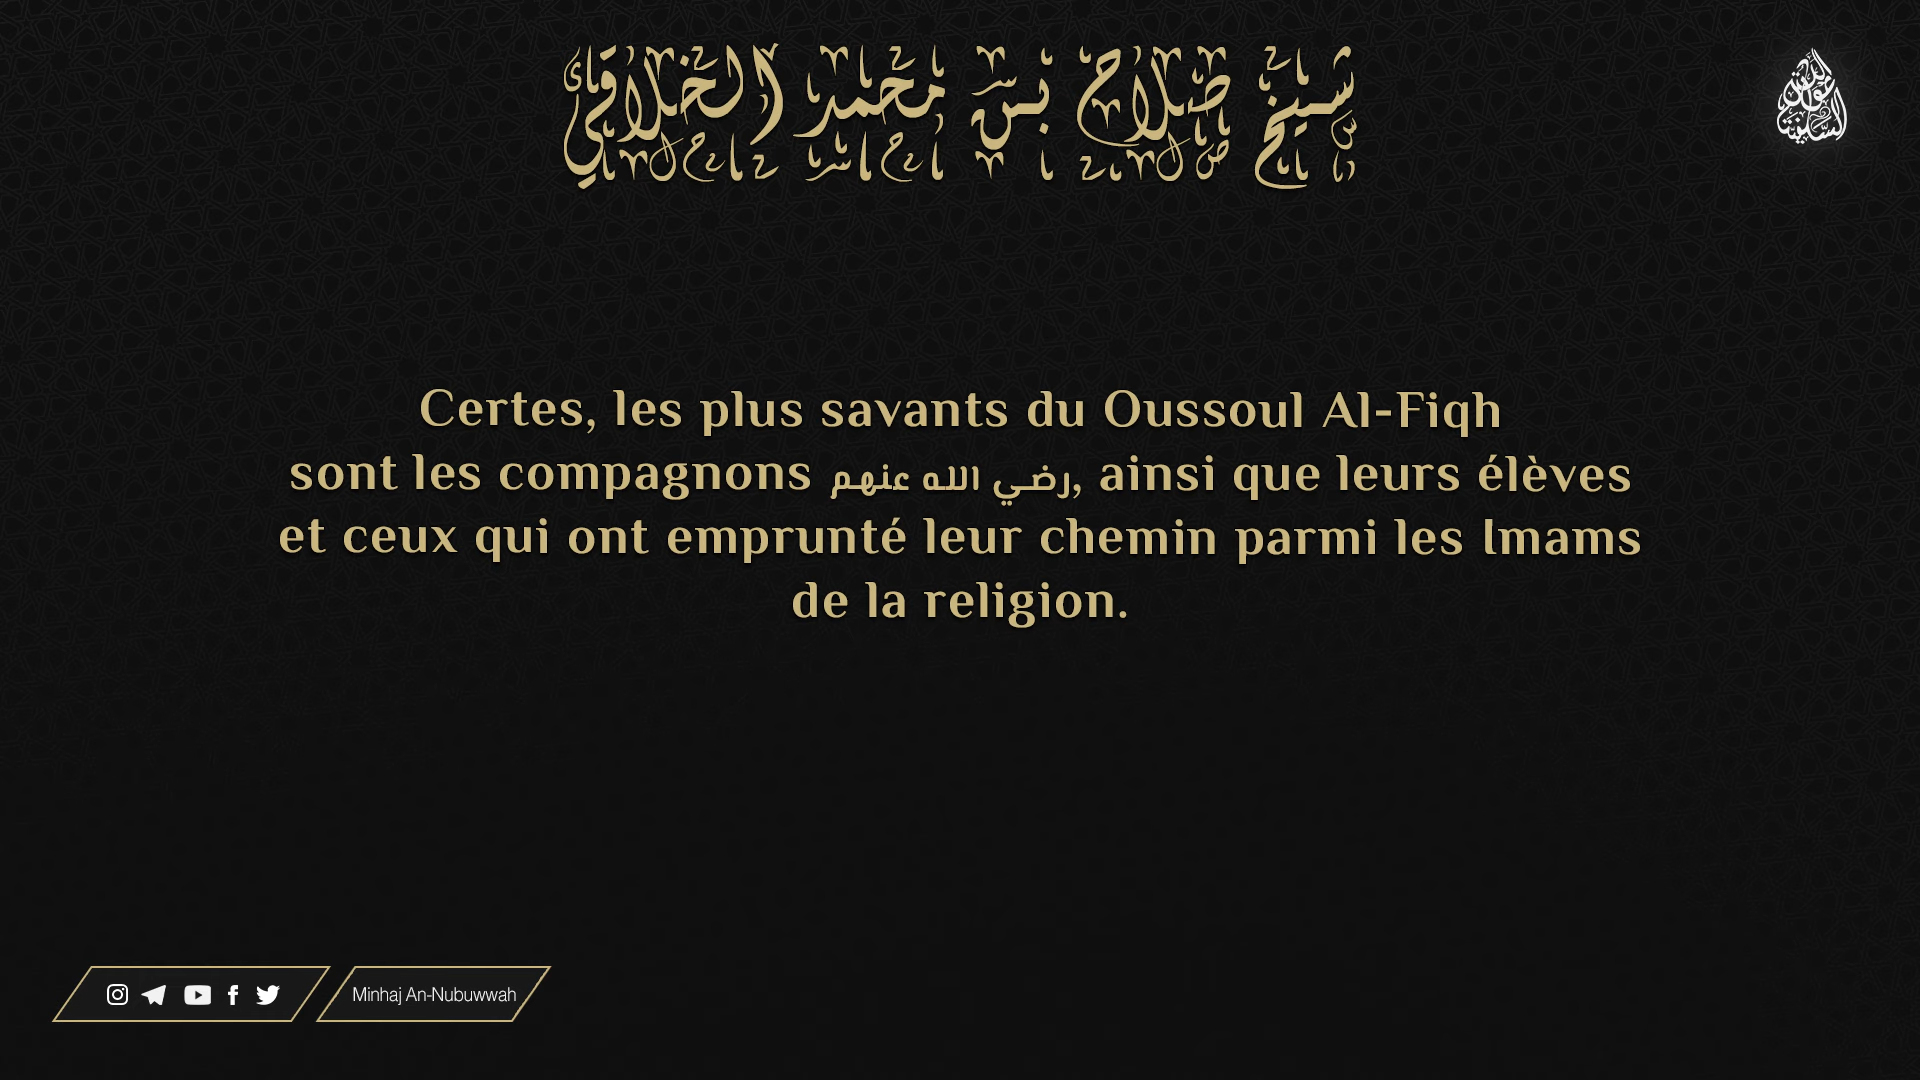 شيخ صلاح بن محمد الخلاقي
Certes, les plus savants du Oussoul Al-Fiqh
sont les compagnons رضي الله عنهم, ainsi que leurs élèves
et ceux qui ont emprunté leur chemin parmi les Imams
de la religion.
Minhaj An-Nubuwwah